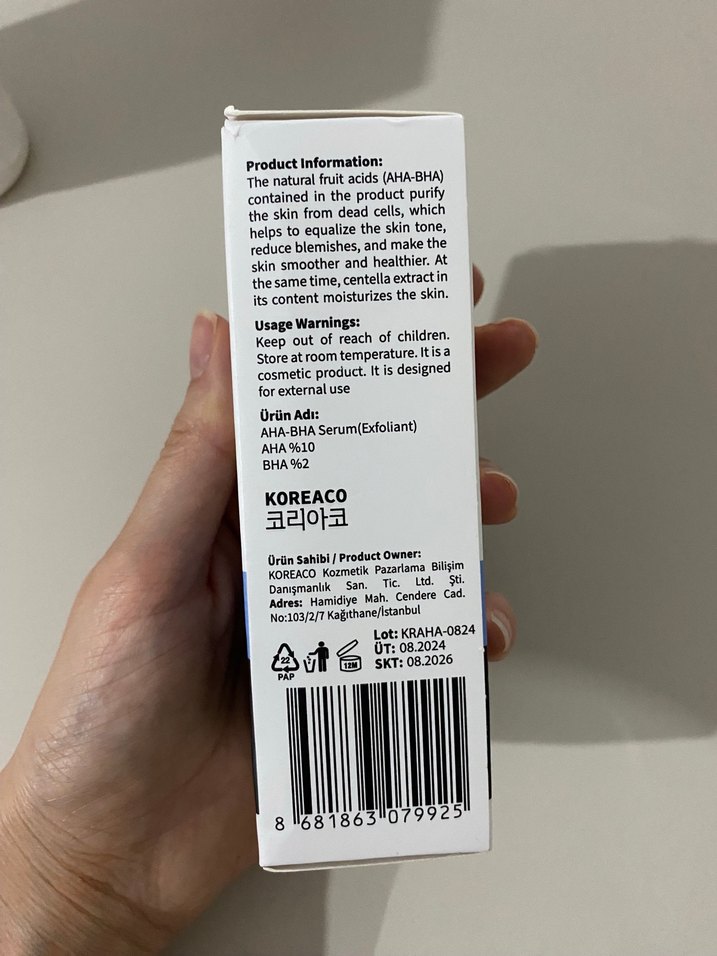 Product Information:
The natural fruit acids (AHA-BHA)
contained in the product purify
the skin from dead cells, which
helps to equalize the skin tone,
reduce blemishes, and make the
skin smoother and healthier. At
the same time, centella extract in
its content moisturizes the skin.
Usage Warnings:
Keep out of reach of children.
Store at room temperature. It is a
cosmetic product. It is designed
for external use
Ürün Adı:
AHA-BHA Serum(Exfoliant)
AHA %10
BHA %2
KOREACO
코리아코
Ürün Sahibi / Product Owner:
KOREACO Kozmetik Pazarlama Bilişim
Danışmanlık San. Tic. Ltd. Şti.
Adres: Hamidiye Mah. Cendere Cad.
No:103/2/7 Kağıthane/İstanbul
Lot: KRAHA-0824
ÜT: 08.2024
SKT: 08.2026
22
PAP
12M
8 681863 079925